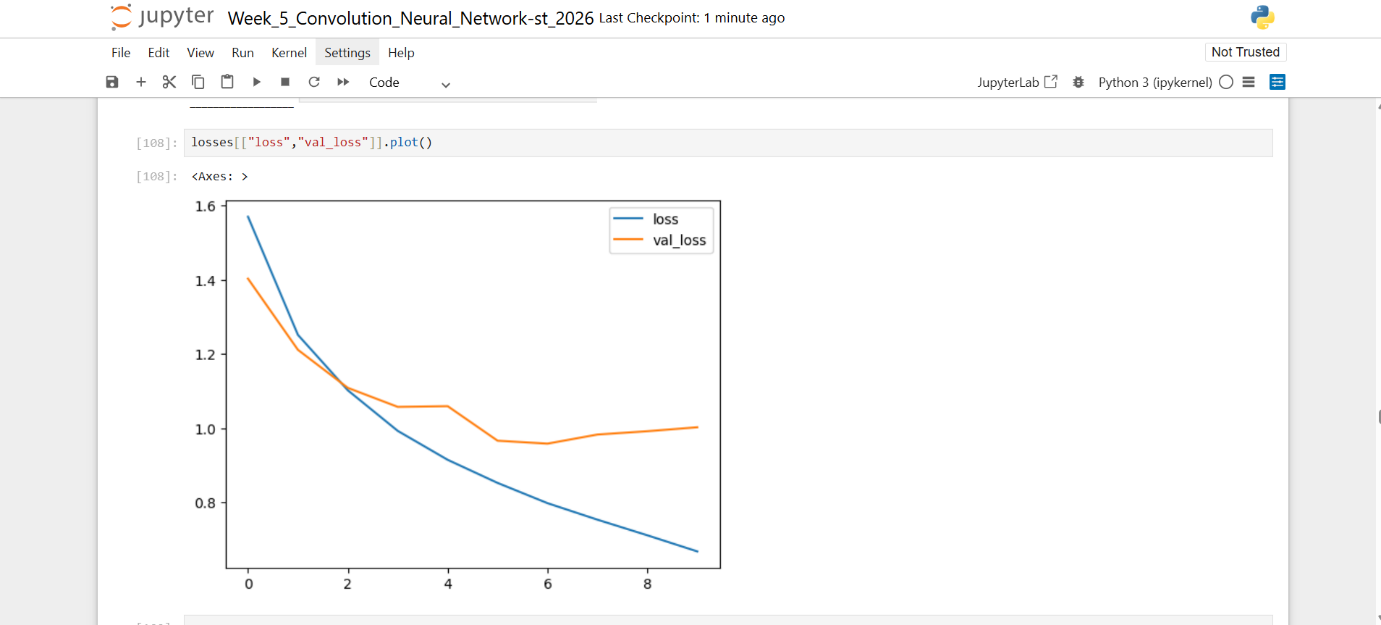 jupyter Week_5_Convolution_Neural_Network-st_2026 Last Checkpoint: 1 minute ago
File Edit View Run Kernel Settings Help
Not Trusted
Code
JupyterLab
Python 3 (ipykernel)
[108]: losses[["loss","val_loss"]].plot()
[108]: <Axes: >
loss
val_loss
1.6
1.4
1.2
1.0
0.8
0 2 4 6 8